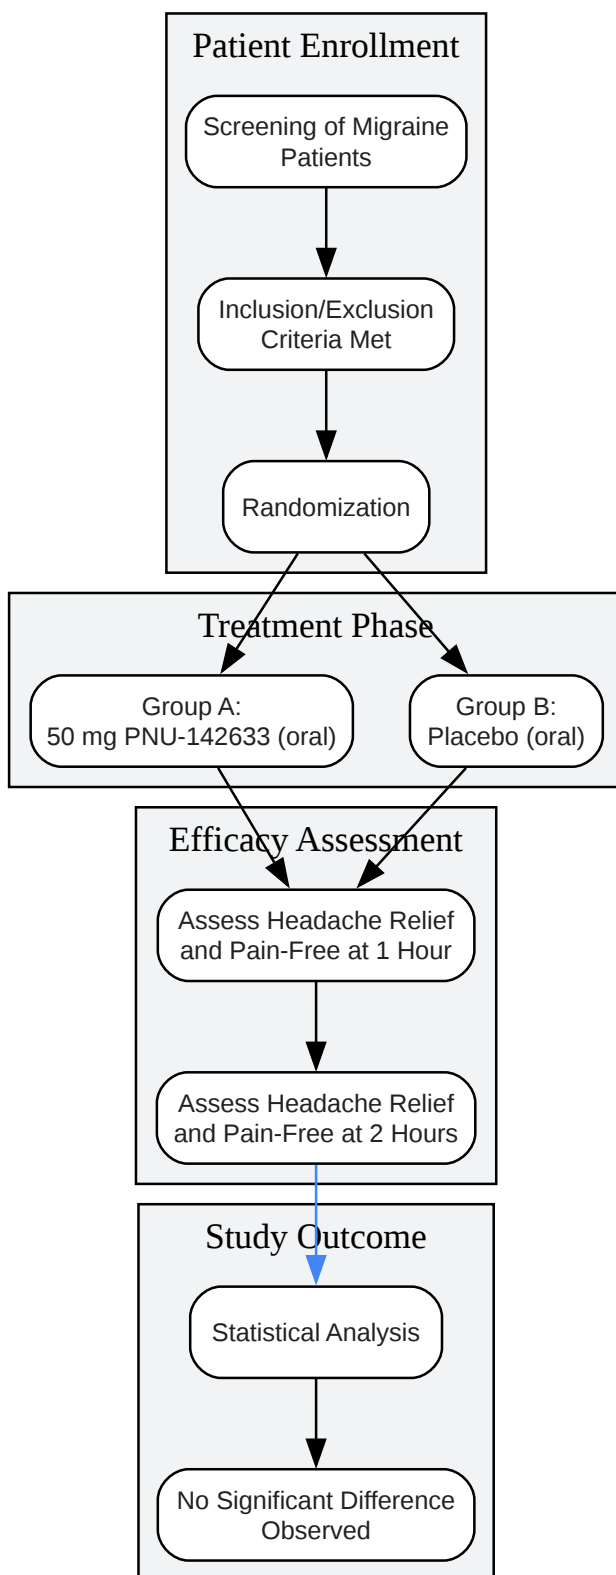 Patient Enrollment
Screening of Migraine
Patients
Inclusion/Exclusion
Criteria Met
Randomization
Treatment Phase
Group A:
50 mg PNU-142633 (oral)
Group B:
Placebo (oral)
Efficacy Assessment
Assess Headache Relief
and Pain-Free at 1 Hour
Assess Headache Relief
and Pain-Free at 2 Hours
Study Outcome
Statistical Analysis
No Significant Difference
Observed